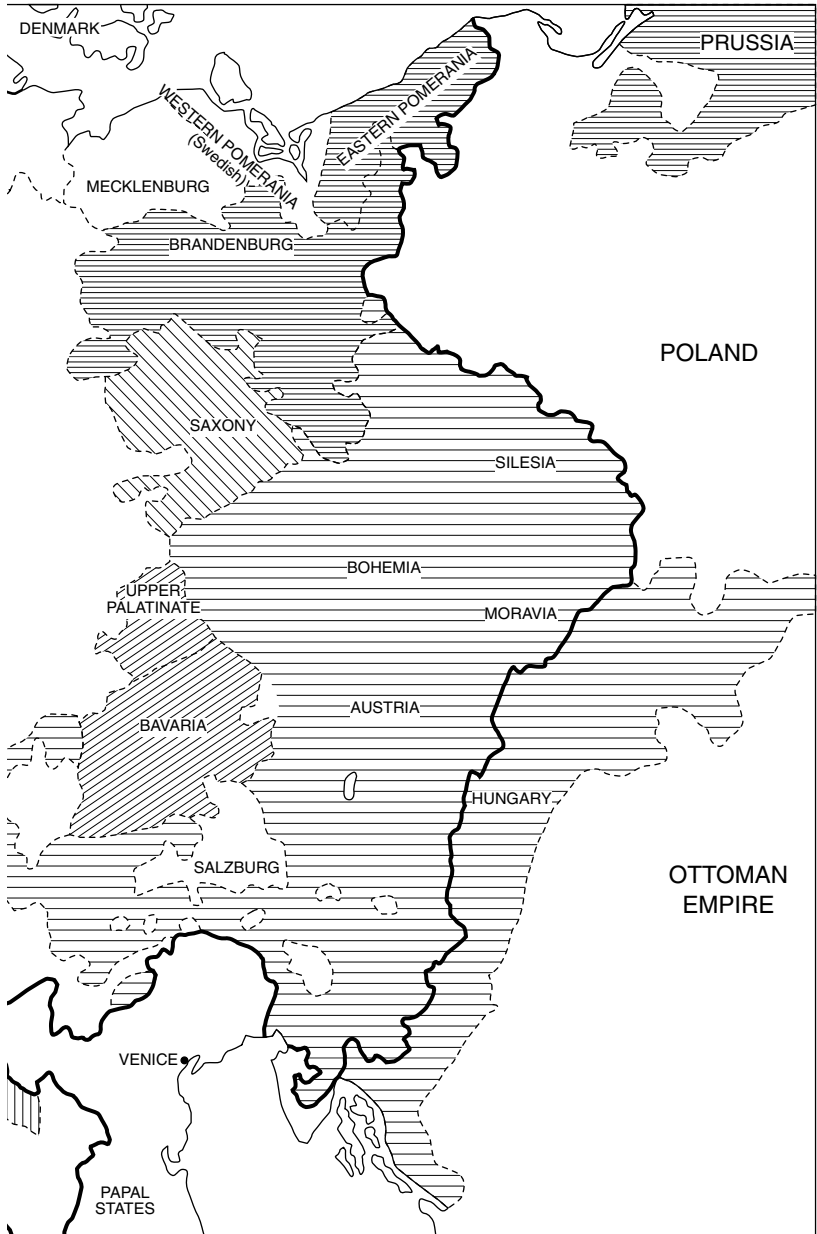 DENMARK
PRUSSIA
WESTERN POMERANIA
(Swedish)
EASTERN POMERANIA
MECKLENBURG
BRANDENBURG
POLAND
SAXONY
SILESIA
BOHEMIA
UPPER
PALATINATE
MORAVIA
AUSTRIA
BAVARIA
HUNGARY
SALZBURG
OTTOMAN
EMPIRE
VENICE
PAPAL
STATES